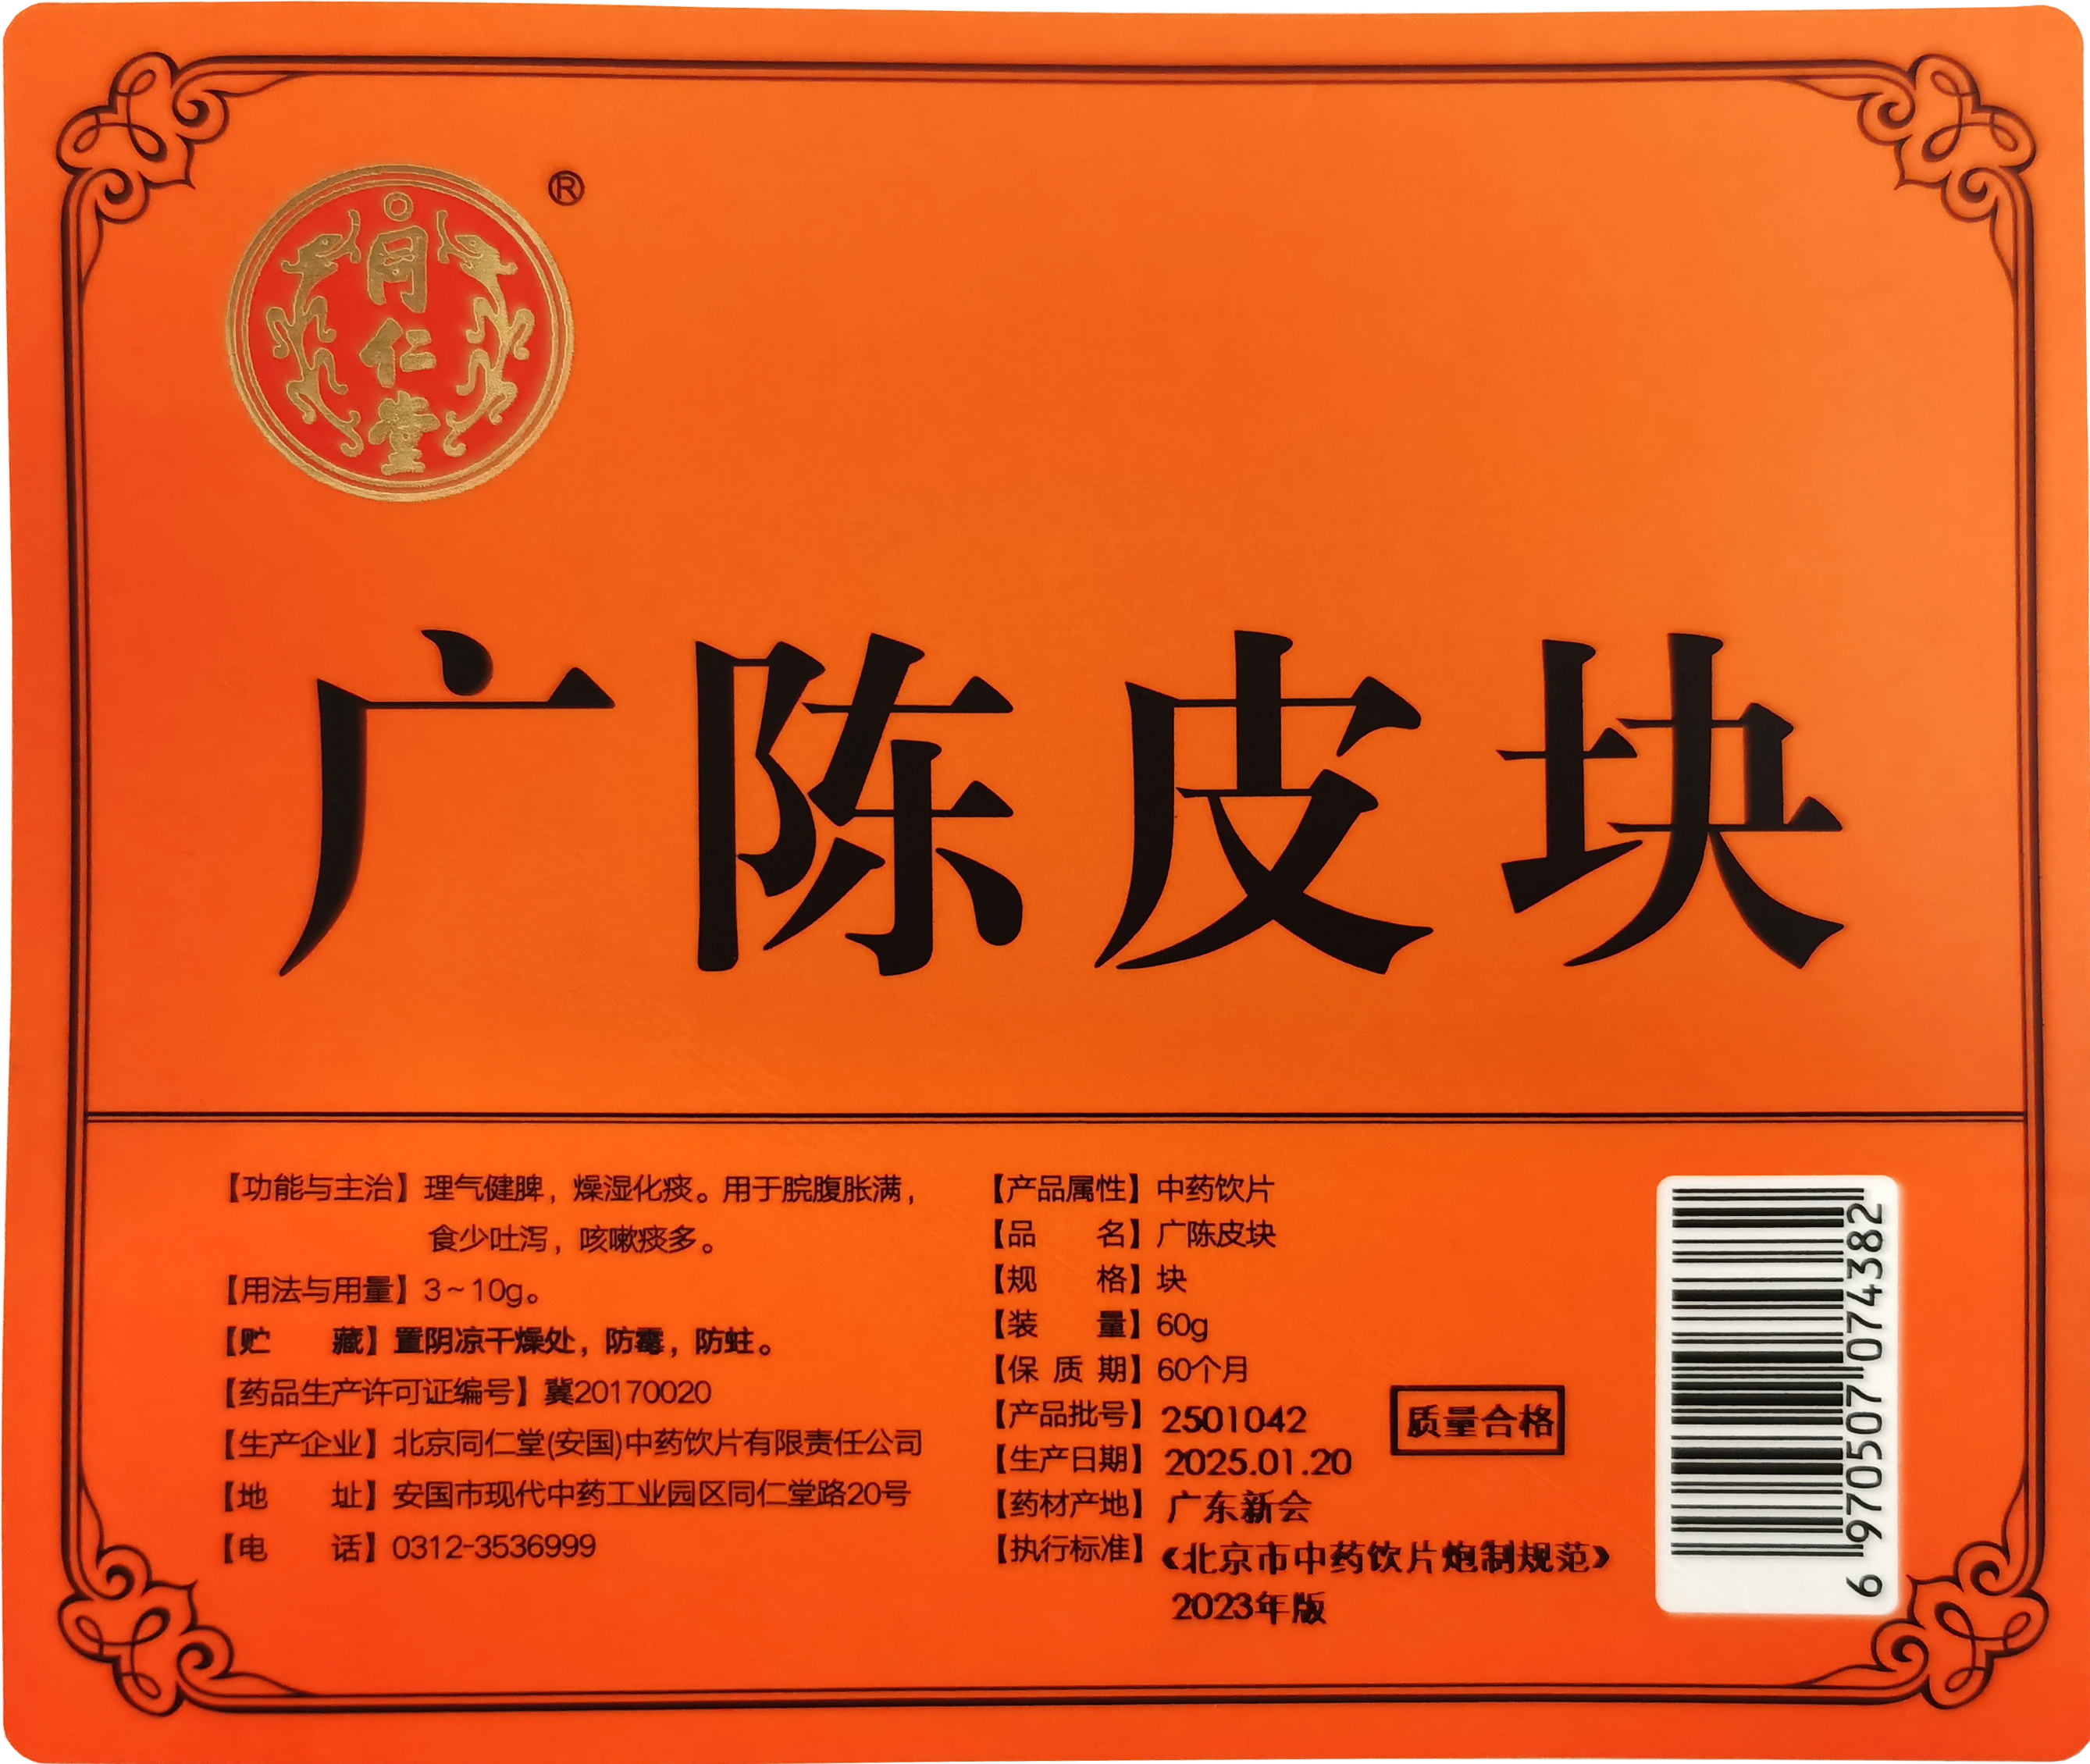 同仁堂
®
广陈皮块
【功能与主治】理气健脾，燥湿化痰。用于脘腹胀满，
食少吐泻，咳嗽痰多。
【用法与用量】3～10g。
【贮　　藏】置阴凉干燥处，防霉，防蛀。
【药品生产许可证编号】冀20170020
【生产企业】北京同仁堂(安国)中药饮片有限责任公司
【地　　址】安国市现代中药工业园区同仁堂路20号
【电　　话】0312-3536999
【产品属性】中药饮片
【品　　名】广陈皮块
【规　　格】块
【装　　量】60g
【保 质 期】60个月
【产品批号】2501042
【生产日期】2025.01.20
【药材产地】广东新会
【执行标准】《北京市中药饮片炮制规范》
2023年版
质量合格
6 970507 074382